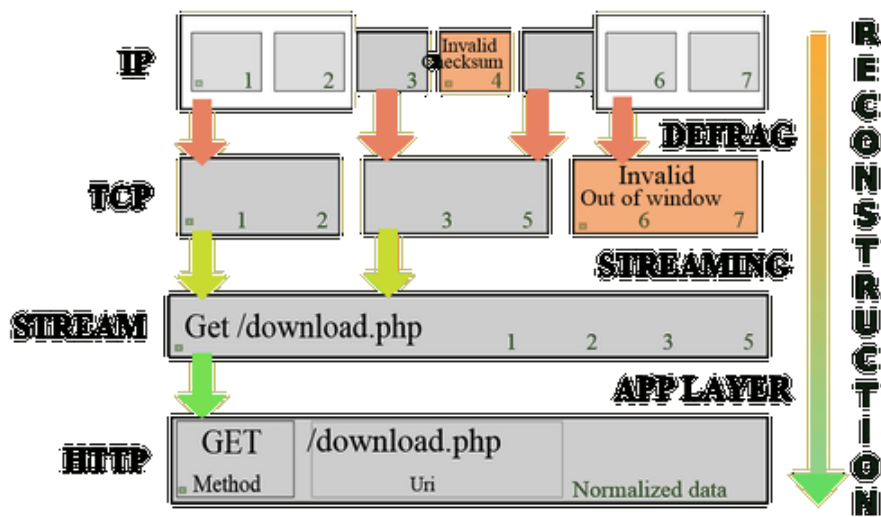 IP
1
2
3
Invalid
Checksum
4
5
6
7
DEFRAG
TCP
1
2
3
5
Invalid
Out of window
6
7
STREAMING
STREAM
Get /download.php
1
2
3
5
APP LAYER
HTTP
GET
Method
/download.php
Uri
Normalized data
RECONSTRUCTION